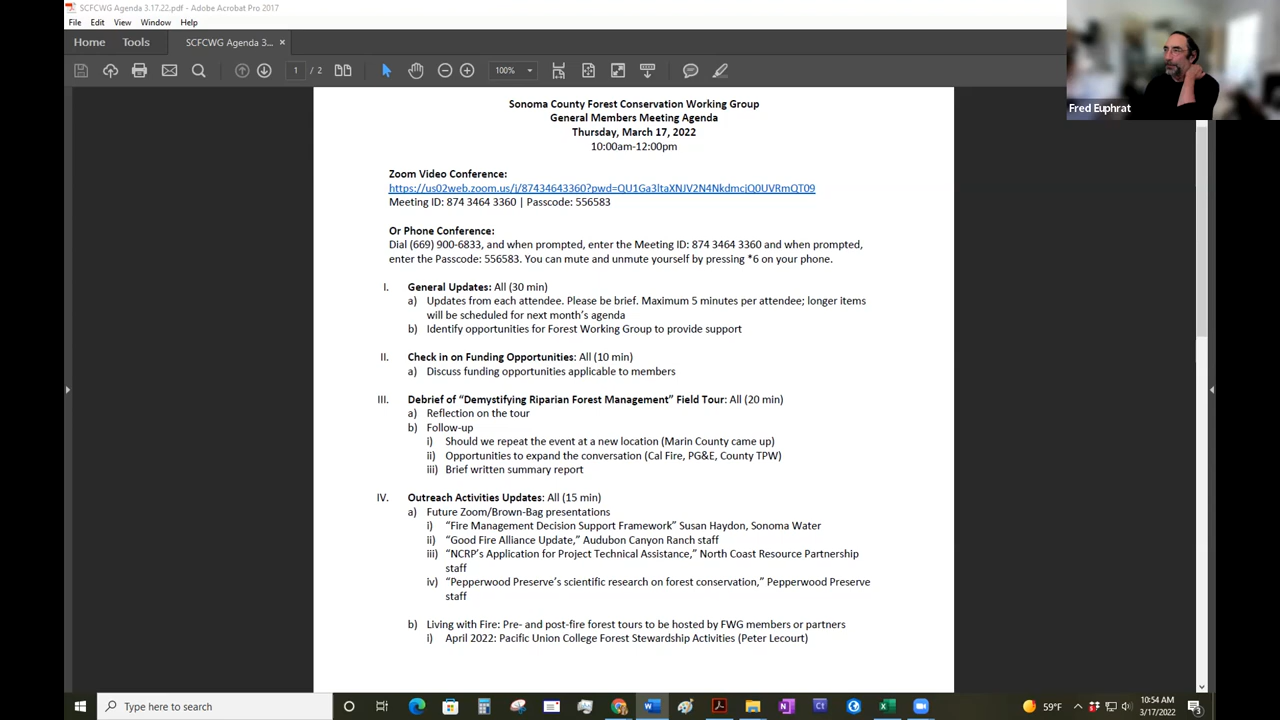 SCFCWG Agenda 3.17.22.pdf - Adobe Acrobat Pro 2017
File Edit View Window Help
Home Tools SCFCWG Agenda 3... ×
1 / 2 100%
Fred Euphrat
Sonoma County Forest Conservation Working Group
General Members Meeting Agenda
Thursday, March 17, 2022
10:00am-12:00pm
Zoom Video Conference:
https://us02web.zoom.us/j/87434643360?pwd=QU1Ga3ltaXNJV2N4NkdmcjQ0UVRmQT09
Meeting ID: 874 3464 3360 | Passcode: 556583
Or Phone Conference:
Dial (669) 900-6833, and when prompted, enter the Meeting ID: 874 3464 3360 and when prompted,
enter the Passcode: 556583. You can mute and unmute yourself by pressing *6 on your phone.
I. General Updates: All (30 min)
a) Updates from each attendee. Please be brief. Maximum 5 minutes per attendee; longer items
will be scheduled for next month's agenda
b) Identify opportunities for Forest Working Group to provide support
II. Check in on Funding Opportunities: All (10 min)
a) Discuss funding opportunities applicable to members
III. Debrief of “Demystifying Riparian Forest Management” Field Tour: All (20 min)
a) Reflection on the tour
b) Follow-up
i) Should we repeat the event at a new location (Marin County came up)
ii) Opportunities to expand the conversation (Cal Fire, PG&E, County TPW)
iii) Brief written summary report
IV. Outreach Activities Updates: All (15 min)
a) Future Zoom/Brown-Bag presentations
i) “Fire Management Decision Support Framework” Susan Haydon, Sonoma Water
ii) “Good Fire Alliance Update,” Audubon Canyon Ranch staff
iii) “NCRP’s Application for Project Technical Assistance,” North Coast Resource Partnership
staff
iv) “Pepperwood Preserve’s scientific research on forest conservation,” Pepperwood Preserve
staff
b) Living with Fire: Pre- and post-fire forest tours to be hosted by FWG members or partners
i) April 2022: Pacific Union College Forest Stewardship Activities (Peter Lecourt)
Type here to search
59°F
10:54 AM
3/17/2022